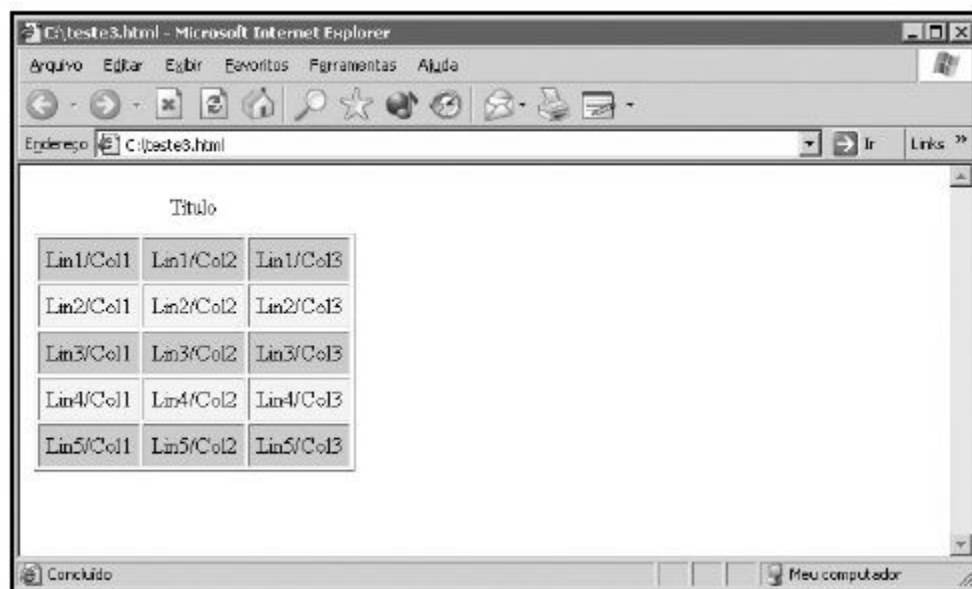 C:\teste3.html - Microsoft Internet Explorer
Arquivo Editar Exibir Favoritos Ferramentas Ajuda
Endereço C:\teste3.html Ir Links »
Titulo
Lin1/Col1 Lin1/Col2 Lin1/Col3
Lin2/Col1 Lin2/Col2 Lin2/Col3
Lin3/Col1 Lin3/Col2 Lin3/Col3
Lin4/Col1 Lin4/Col2 Lin4/Col3
Lin5/Col1 Lin5/Col2 Lin5/Col3
Concluído Meu computador